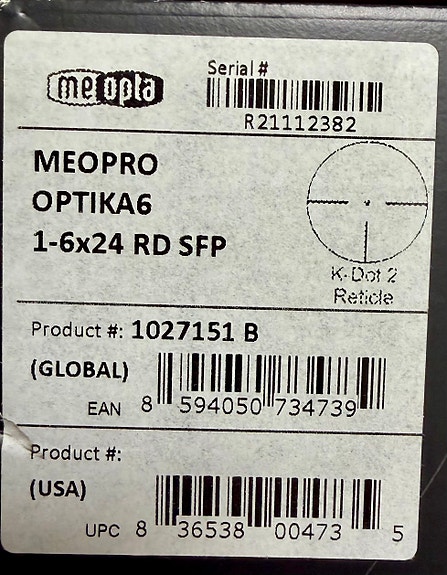 meopta
Serial #
R21112382
MEOPRO
OPTIKA6
1-6x24 RD SFP
K-Dot 2
Reticle
Product #: 1027151 B
(GLOBAL)
EAN 8 594050 734739
Product #:
(USA)
UPC 8 36538 00473 5